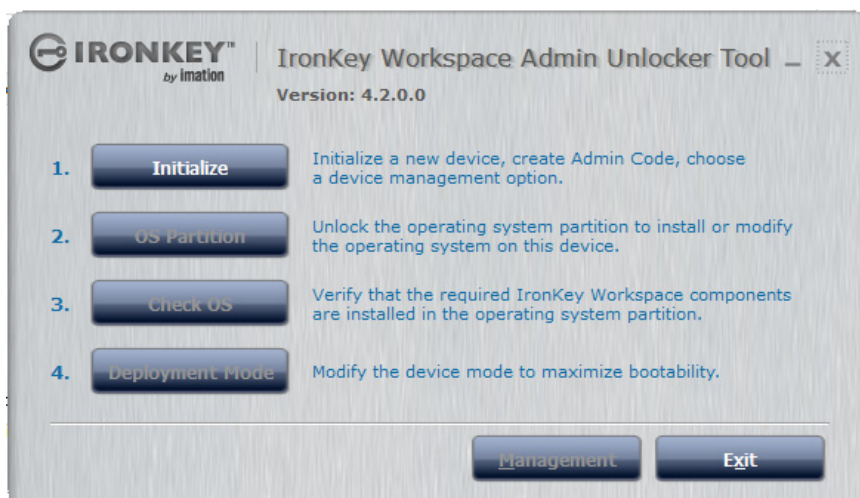 IRONKEY™
by imation
IronKey Workspace Admin Unlocker Tool
Version: 4.2.0.0
1. Initialize
Initialize a new device, create Admin Code, choose
a device management option.
2. OS Partition
Unlock the operating system partition to install or modify
the operating system on this device.
3. Check OS
Verify that the required IronKey Workspace components
are installed in the operating system partition.
4. Deployment Mode
Modify the device mode to maximize bootability.
Management
Exit